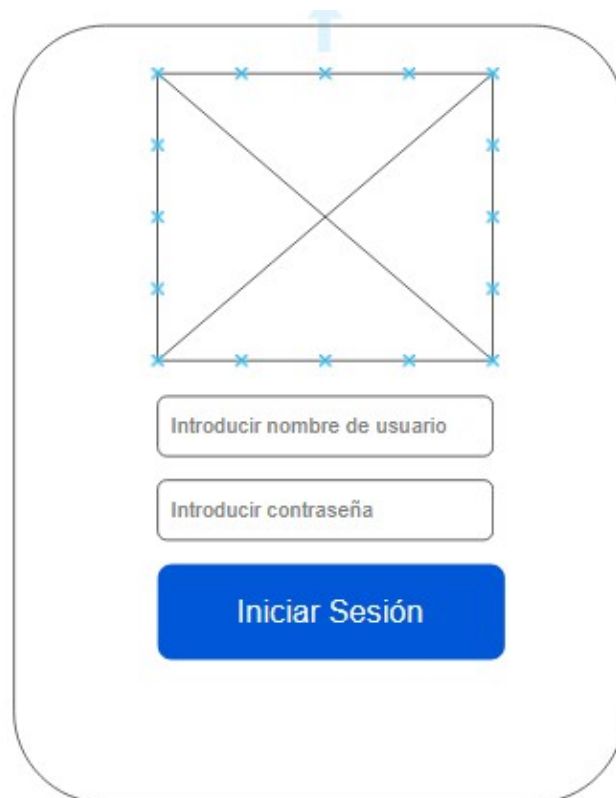 Introducir nombre de usuario
Introducir contraseña
Iniciar Sesión